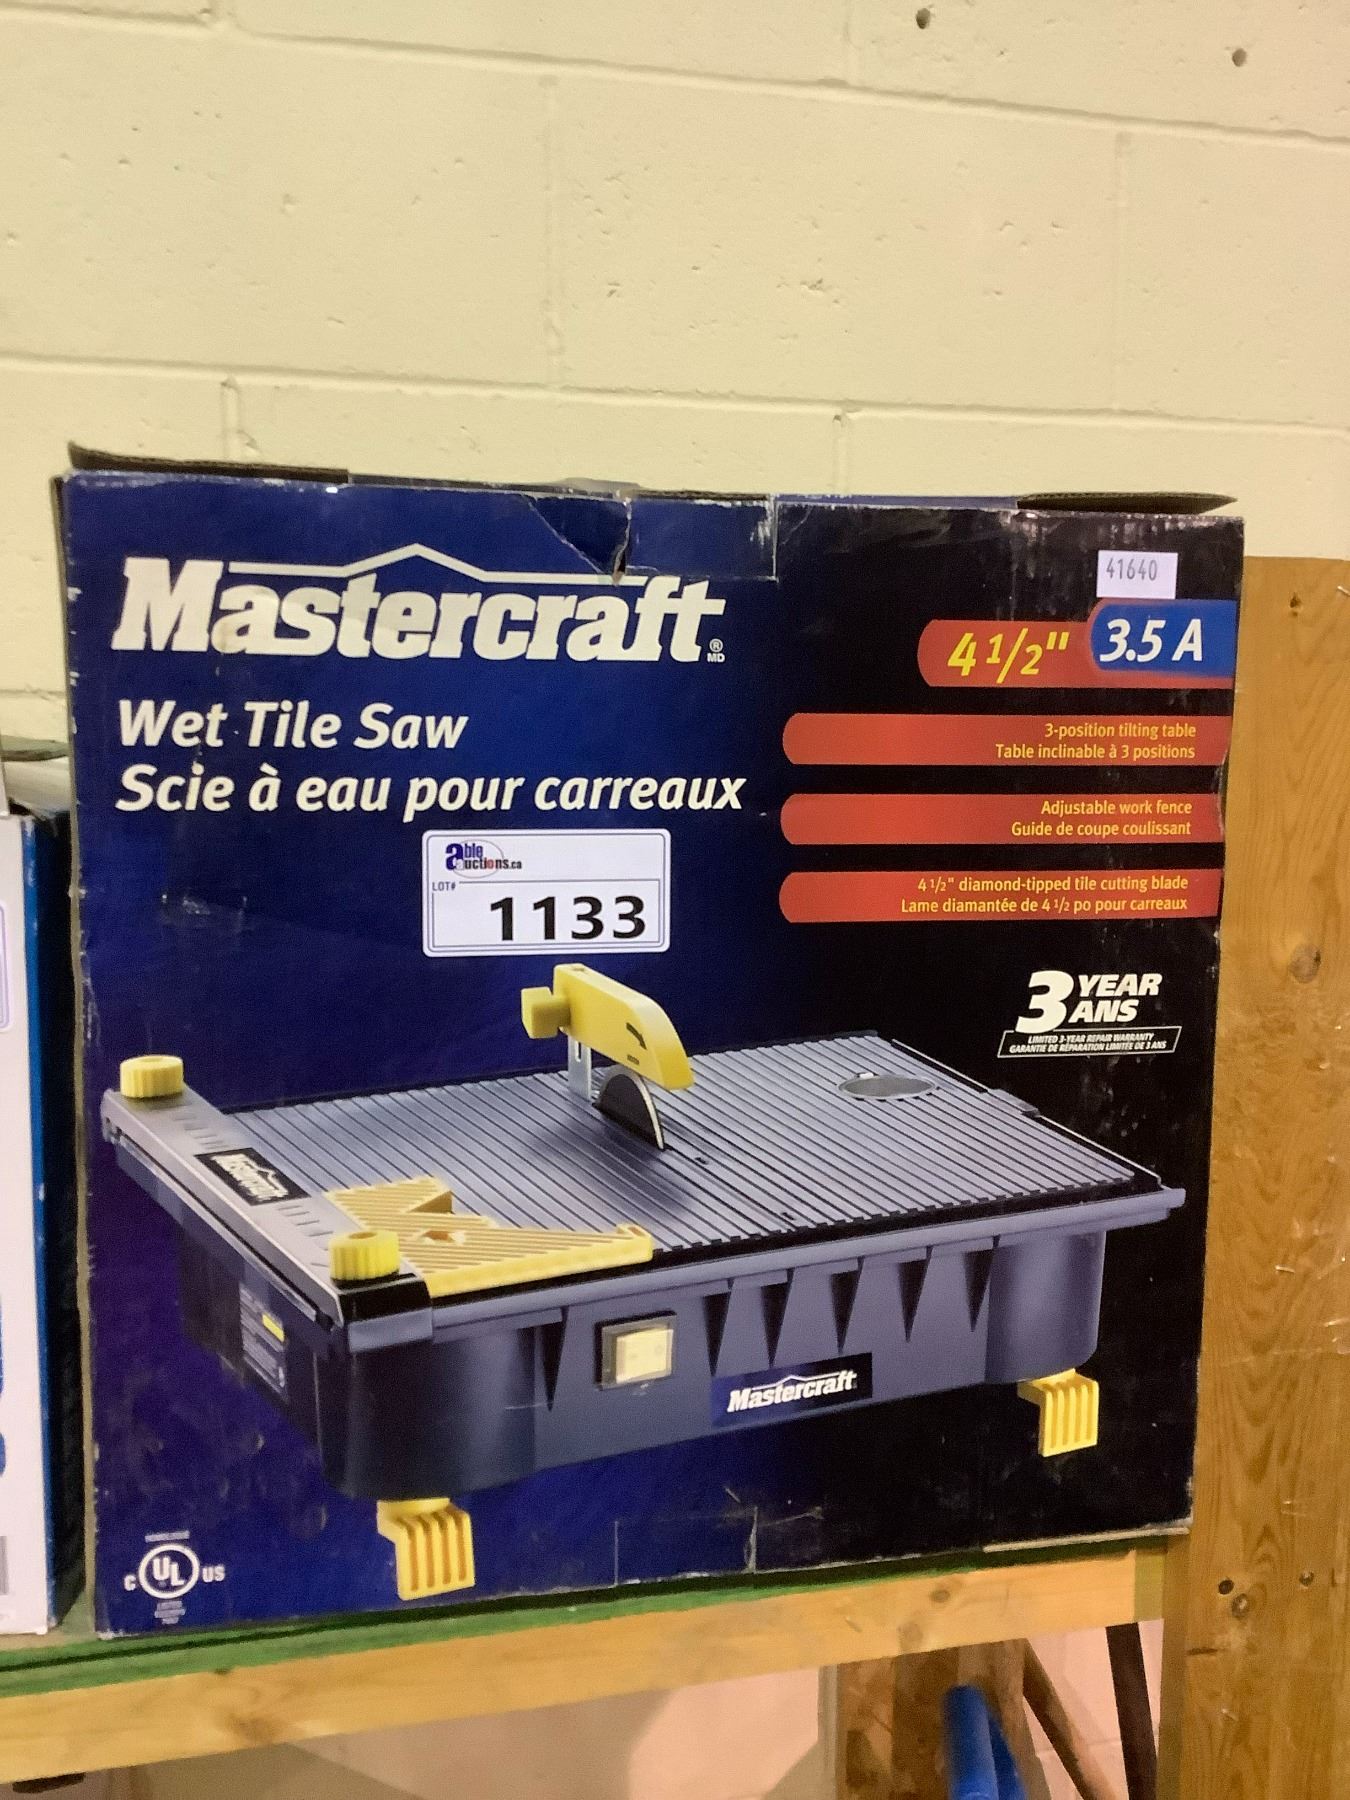 Mastercraft® MD
Wet Tile Saw
Scie à eau pour carreaux
41640
4 1/2" 3.5 A
3-position tilting table
Table inclinable à 3 positions
Adjustable work fence
Guide de coupe coulissant
4 1/2" diamond-tipped tile cutting blade
Lame diamantée de 4 1/2 po pour carreaux
able auctions.ca
LOT#
1133
3 YEAR
ANS
LIMITED 3-YEAR REPAIR WARRANTY
GARANTIE DE RÉPARATION LIMITÉE DE 3 ANS
Mastercraft
Mastercraft
C UL US